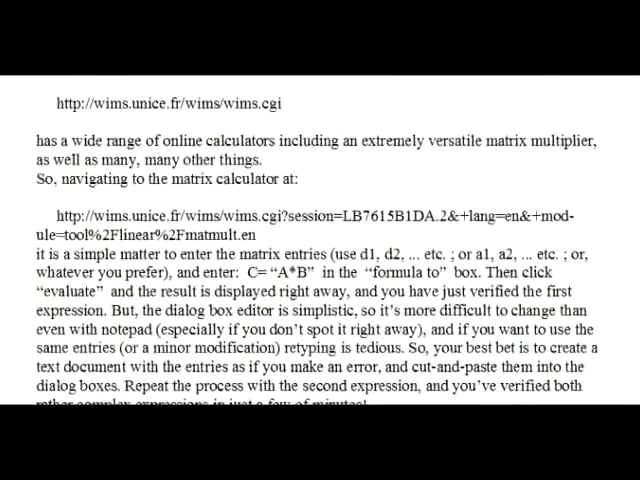 http://wims.unice.fr/wims/wims.cgi
has a wide range of online calculators including an extremely versatile matrix multiplier,
as well as many, many other things.
So, navigating to the matrix calculator at:
http://wims.unice.fr/wims/wims.cgi?session=LB7615B1DA.2&+lang=en&+mod-
ule=tool%2Flinear%2Fmatmult.en
it is a simple matter to enter the matrix entries (use d1, d2, ... etc. ; or a1, a2, ... etc. ; or,
whatever you prefer), and enter:  C= “A*B”  in the  “formula to”  box. Then click
“evaluate”  and the result is displayed right away, and you have just verified the first
expression. But, the dialog box editor is simplistic, so it’s more difficult to change than
even with notepad (especially if you don’t spot it right away), and if you want to use the
same entries (or a minor modification) retyping is tedious. So, your best bet is to create a
text document with the entries as if you make an error, and cut-and-paste them into the
dialog boxes. Repeat the process with the second expression, and you’ve verified both
rather complex expressions in just a few of minutes!